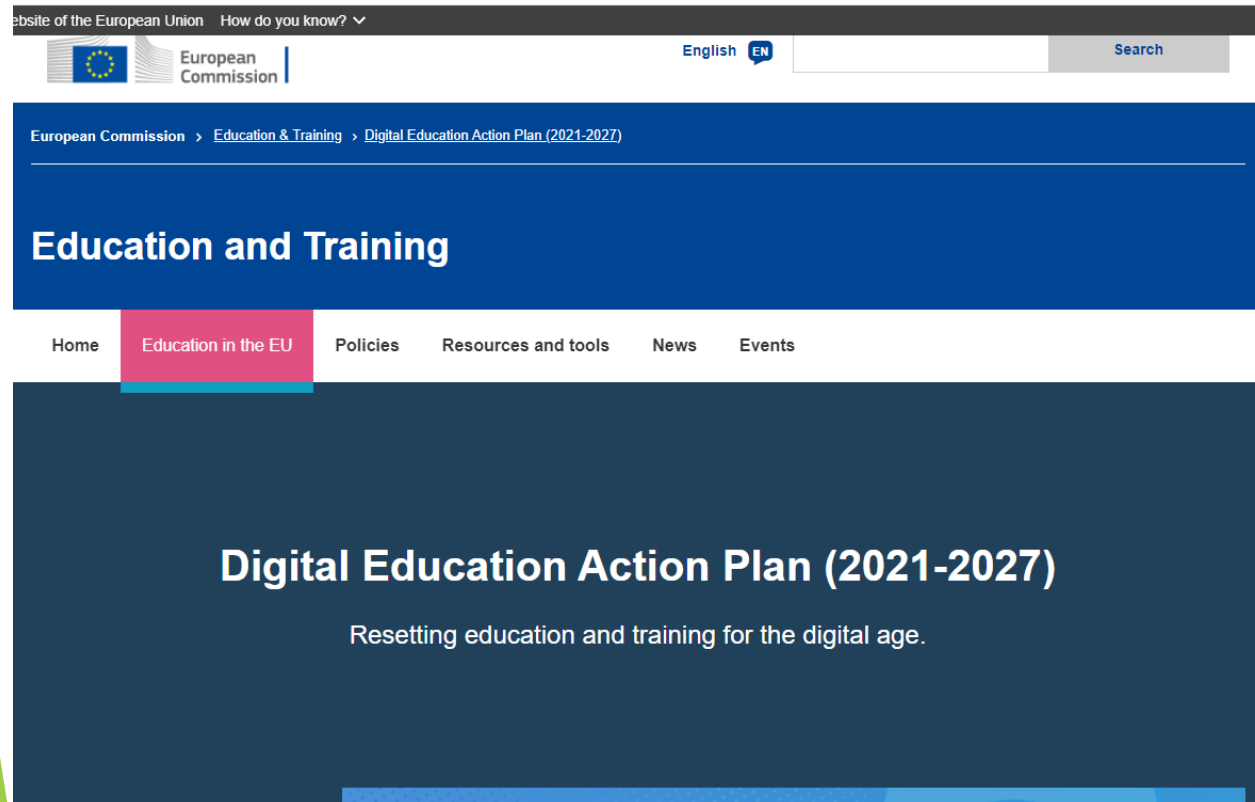 ebsite of the European Union How do you know?
European
Commission
English EN
Search
European Commission > Education & Training > Digital Education Action Plan (2021-2027)
Education and Training
Home Education in the EU Policies Resources and tools News Events
Digital Education Action Plan (2021-2027)
Resetting education and training for the digital age.